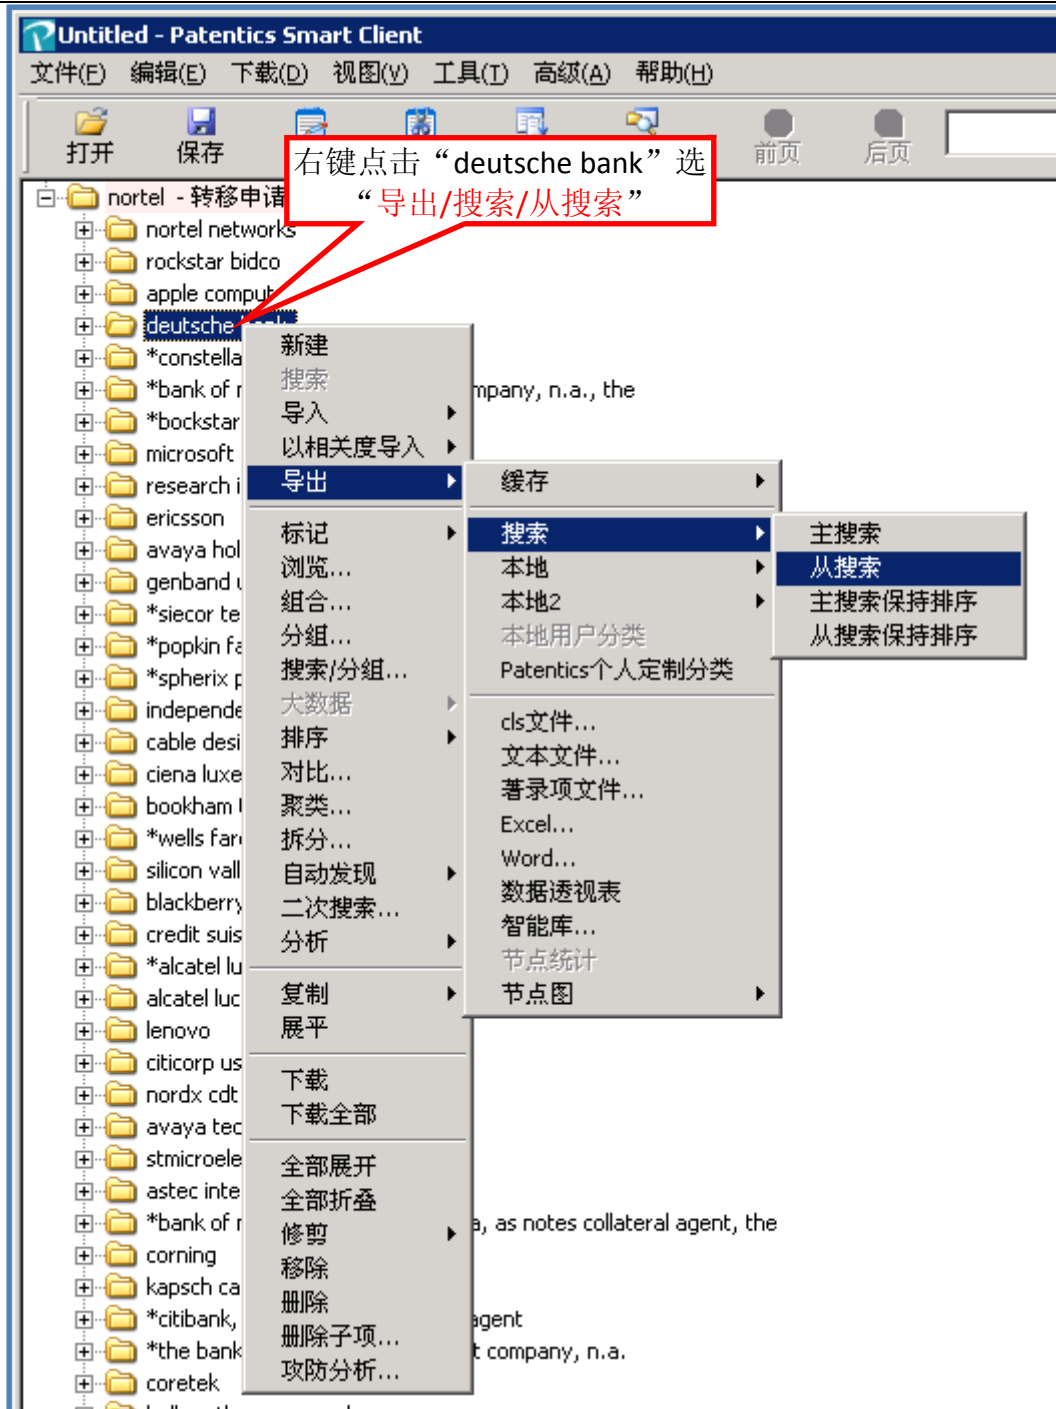 Untitled - Patentics Smart Client
文件(F) 编辑(E) 下载(D) 视图(V) 工具(T) 高级(A) 帮助(H)
打开 保存 前页 后页
右键点击“deutsche bank”选
“导出/搜索/从搜索”
nortel - 转移申请
nortel networks
rockstar bidco
apple comput
deutsche
*constella
*bank of mpany, n.a., the
*bockstar
microsoft
research i
ericsson
avaya hol
genband u
*siecor te
*popkin fa
*spherix p
independe
cable desi
ciena luxe
bookham
*wells far
silicon vall
blackberry
credit suis
*alcatel lu
alcatel luc
lenovo
citicorp us
nordx cdt
avaya tec
stmicroele
astec inte
*bank of a, as notes collateral agent, the
corning
kapsch ca
*citibank, agent
*the bank t company, n.a.
coretek
新建
搜索
导入
以相关度导入
导出
标记
浏览...
组合...
分组...
搜索/分组...
大数据
排序
对比...
聚类...
拆分...
自动发现
二次搜索...
分析
复制
展平
下载
下载全部
全部展开
全部折叠
修剪
移除
删除
删除子项...
攻防分析...
缓存
搜索
本地
本地2
本地用户分类
Patentics个人定制分类
cls文件...
文本文件...
著录项文件...
Excel...
Word...
数据透视表
智能库...
节点统计
节点图
主搜索
从搜索
主搜索保持排序
从搜索保持排序